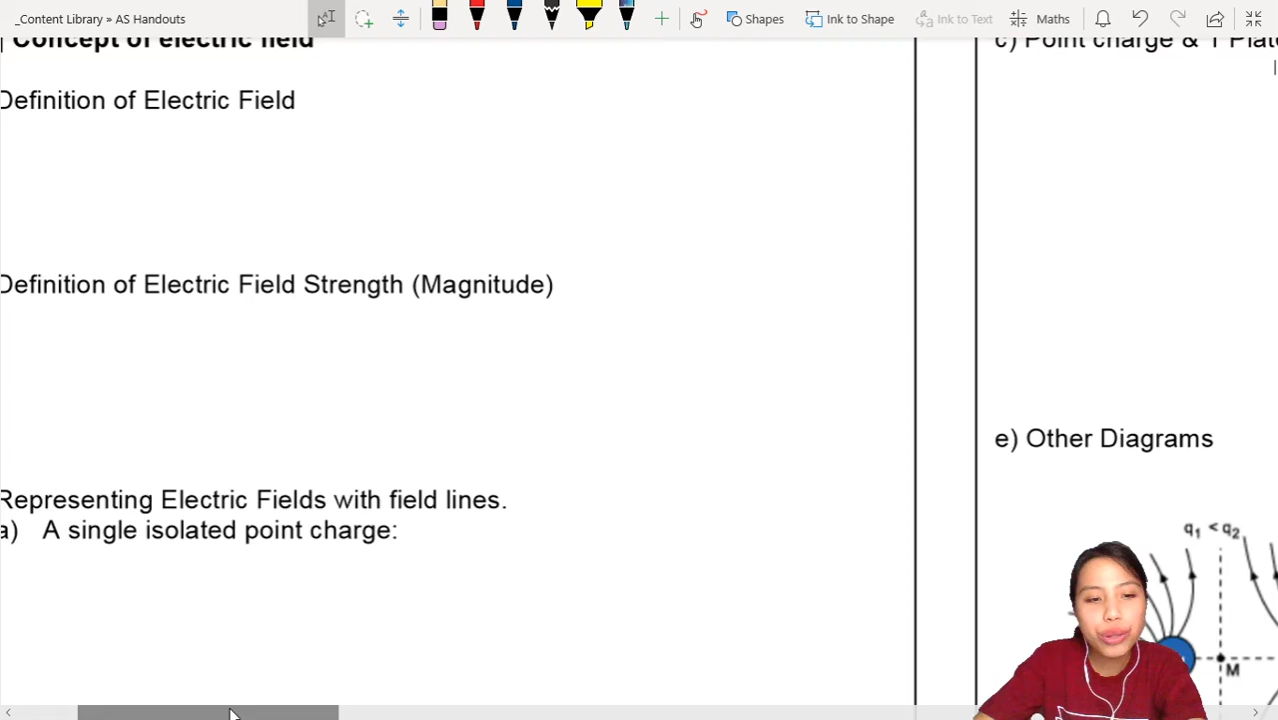 _Content Library » AS Handouts
Shapes
Ink to Shape
Ink to Text
Maths
Concept of electric field
Definition of Electric Field
Definition of Electric Field Strength (Magnitude)
Representing Electric Fields with field lines.
a) A single isolated point charge:
c) Point charge & 1 Plat
e) Other Diagrams
q₁ < q₂
M